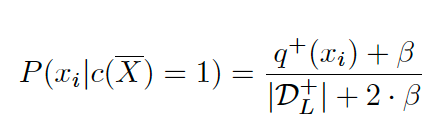 P(x_i|c(\overline{X}) = 1) = \frac{q^+(x_i) + \beta}{|\mathcal{D}_L^+| + 2 \cdot \beta}